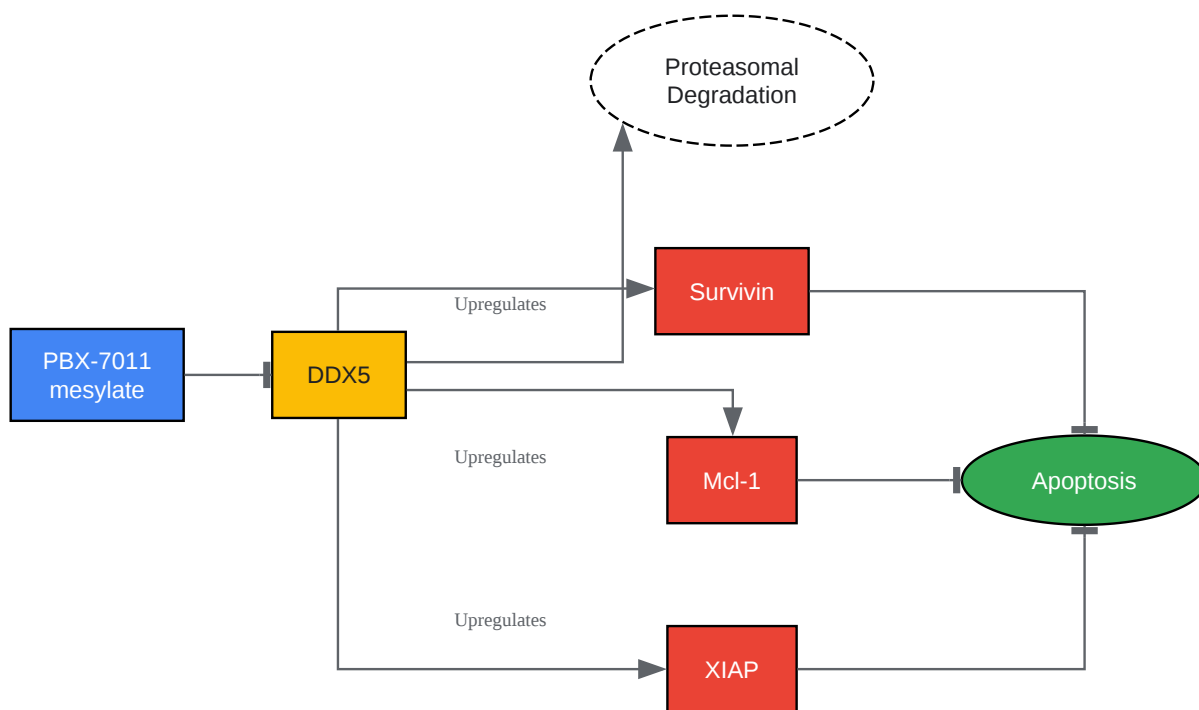 Proteasomal
Degradation
Survivin
Upregulates
PBX-7011
mesylate
DDX5
Upregulates
Mcl-1
Apoptosis
Upregulates
XIAP